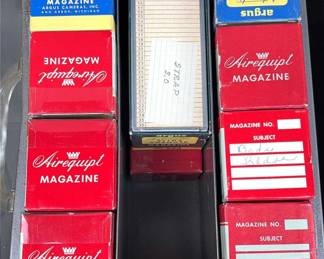 MAGAZINE
ARGUS CAMERAS, INC.
ANN ARBOR, MICHIGAN
Airequipt
MAGAZINE
Airequipt
MAGAZINE
Airequipt
STRAP
argus
argus
Airequipt
MAGAZINE
MAGAZINE NO.
SUBJECT
MAGAZINE NO.
SUBJECT